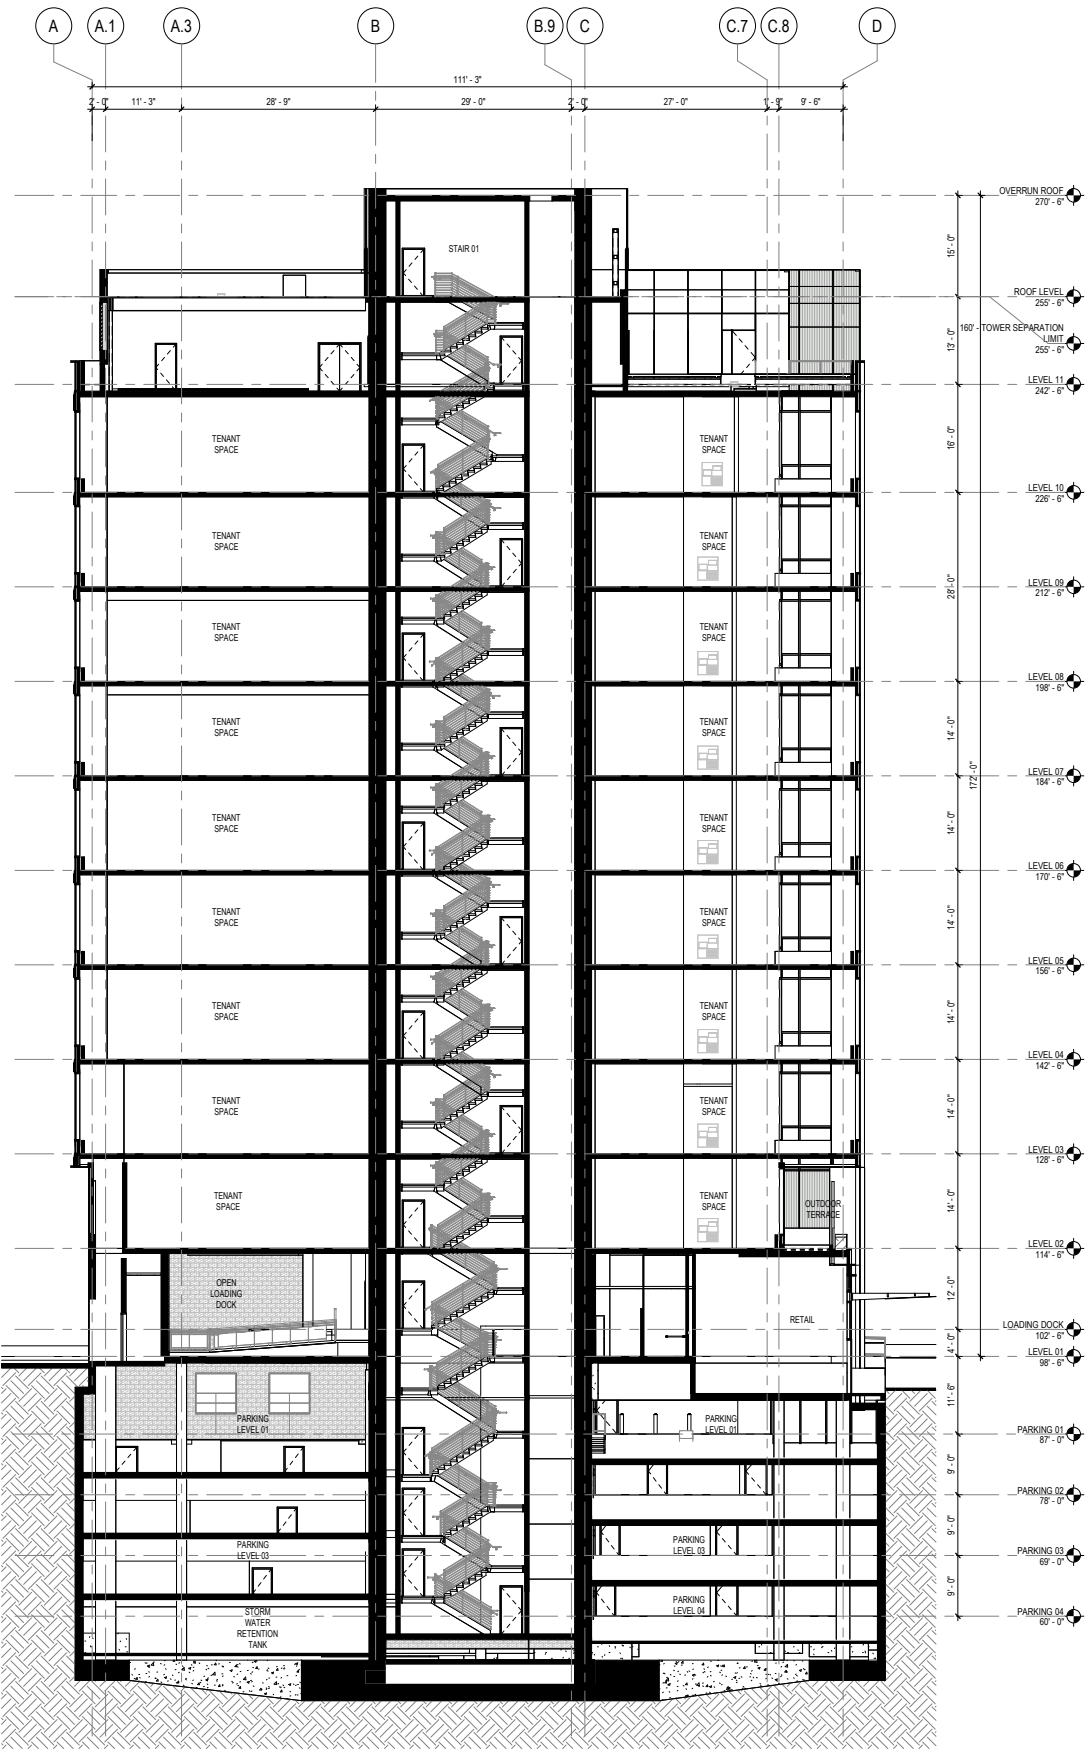 A A.1 A.3 B B.9 C C.7 C.8 D
111' - 3"
2' - 0" 11' - 3" 28' - 9" 29' - 0" 2' - 0" 27' - 0" 1' - 9" 9' - 6"
OVERRUN ROOF
270' - 6"
15' - 0"
STAIR 01
ROOF LEVEL
255' - 6"
160' - TOWER SEPARATION
LIMIT
255' - 6"
13' - 0"
LEVEL 11
242' - 6"
TENANT
SPACE
TENANT
SPACE
16' - 0"
LEVEL 10
226' - 6"
TENANT
SPACE
TENANT
SPACE
28' - 0"
LEVEL 09
212' - 6"
TENANT
SPACE
TENANT
SPACE
LEVEL 08
198' - 6"
TENANT
SPACE
TENANT
SPACE
14' - 0"
172' - 0"
LEVEL 07
184' - 6"
TENANT
SPACE
TENANT
SPACE
14' - 0"
LEVEL 06
170' - 6"
TENANT
SPACE
TENANT
SPACE
14' - 0"
LEVEL 05
156' - 6"
TENANT
SPACE
TENANT
SPACE
14' - 0"
LEVEL 04
142' - 6"
TENANT
SPACE
TENANT
SPACE
14' - 0"
LEVEL 03
128' - 6"
TENANT
SPACE
TENANT
SPACE
OUTDOOR
TERRACE
14' - 0"
LEVEL 02
114' - 6"
OPEN
LOADING
DOCK
RETAIL
12' - 0"
LOADING DOCK
102' - 6"
4' - 0"
LEVEL 01
98' - 6"
11' - 6"
PARKING
LEVEL 01
PARKING
LEVEL 01
PARKING 01
87' - 0"
9' - 0"
PARKING 02
78' - 0"
9' - 0"
PARKING
LEVEL 03
PARKING
LEVEL 03
PARKING 03
69' - 0"
9' - 0"
STORM
WATER
RETENTION
TANK
PARKING
LEVEL 04
PARKING 04
60' - 0"